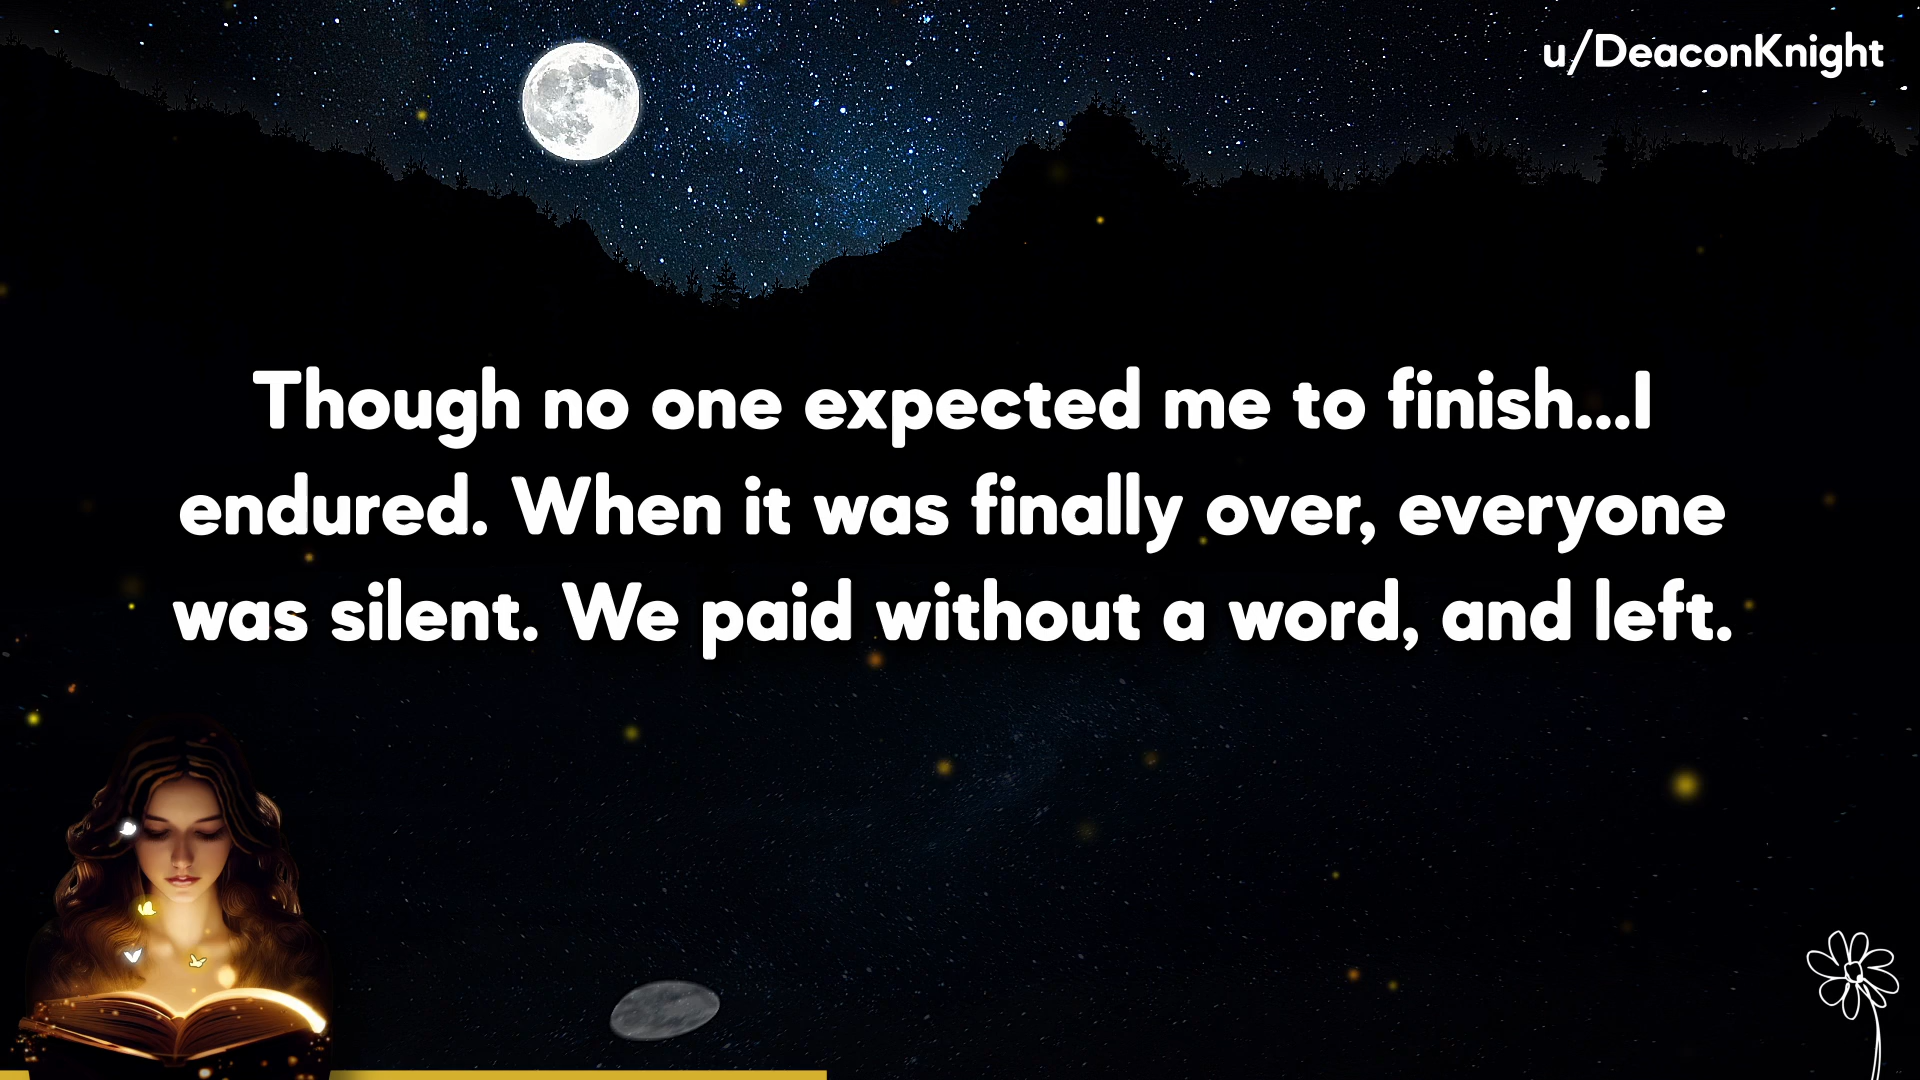 u/DeaconKnight
Though no one expected me to finish...I
endured. When it was finally over, everyone
was silent. We paid without a word, and left.